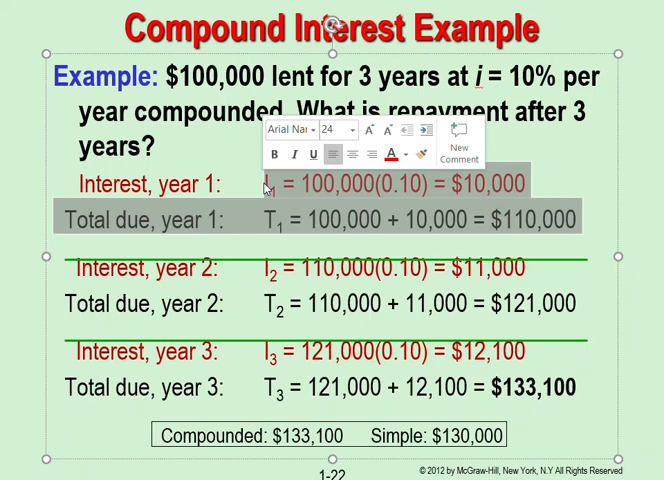 Compound Interest Example
Example: $100,000 lent for 3 years at i = 10% per
year compounded. What is repayment after 3
years?
Arial Nar 24 A A
B I U A New Comment
Interest, year 1: I1 = 100,000(0.10) = $10,000
Total due, year 1: T1 = 100,000 + 10,000 = $110,000
Interest, year 2: I2 = 110,000(0.10) = $11,000
Total due, year 2: T2 = 110,000 + 11,000 = $121,000
Interest, year 3: I3 = 121,000(0.10) = $12,100
Total due, year 3: T3 = 121,000 + 12,100 = $133,100
Compounded: $133,100 Simple: $130,000
1-22
© 2012 by McGraw-Hill, New York, N.Y All Rights Reserved